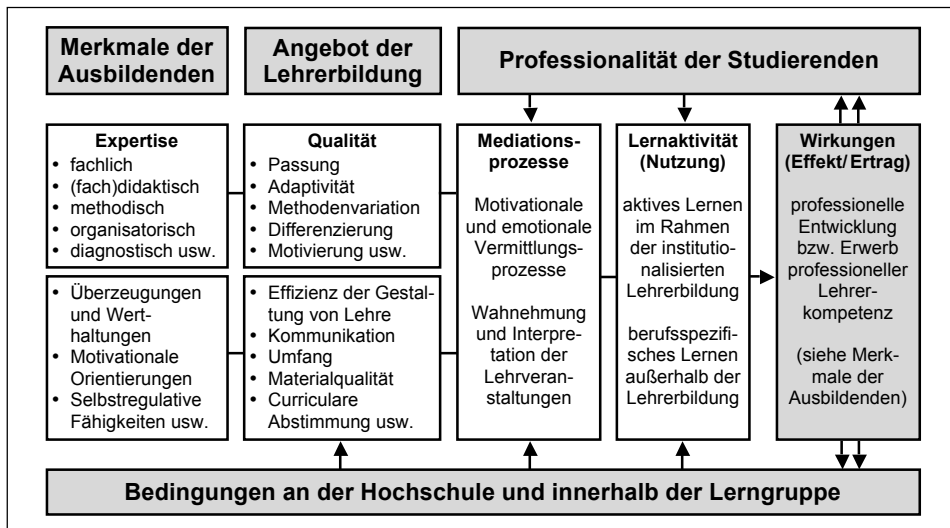 Merkmale der
Ausbildenden
Angebot der
Lehrerbildung
Professionalität der Studierenden
Expertise
• fachlich
• (fach)didaktisch
• methodisch
• organisatorisch
• diagnostisch usw.
• Überzeugungen
und Wert-
haltungen
• Motivationale
Orientierungen
• Selbstregulative
Fähigkeiten usw.
Qualität
• Passung
• Adaptivität
• Methodenvariation
• Differenzierung
• Motivierung usw.
• Effizienz der Gestal-
tung von Lehre
• Kommunikation
• Umfang
• Materialqualität
• Curriculare
Abstimmung usw.
Mediations-
prozesse
Motivationale
und emotionale
Vermittlungs-
prozesse
Wahnehmung
und Interpre-
tation der
Lehrveran-
staltungen
Lernaktivität
(Nutzung)
aktives Lernen
im Rahmen
der institutio-
nalisierten
Lehrerbildung
berufsspezifi-
sches Lernen
außerhalb der
Lehrerbildung
Wirkungen
(Effekt/ Ertrag)
professionelle
Entwicklung
bzw. Erwerb
professioneller
Lehrer-
kompetenz
(siehe Merk-
male der
Ausbildenden)
Bedingungen an der Hochschule und innerhalb der Lerngruppe